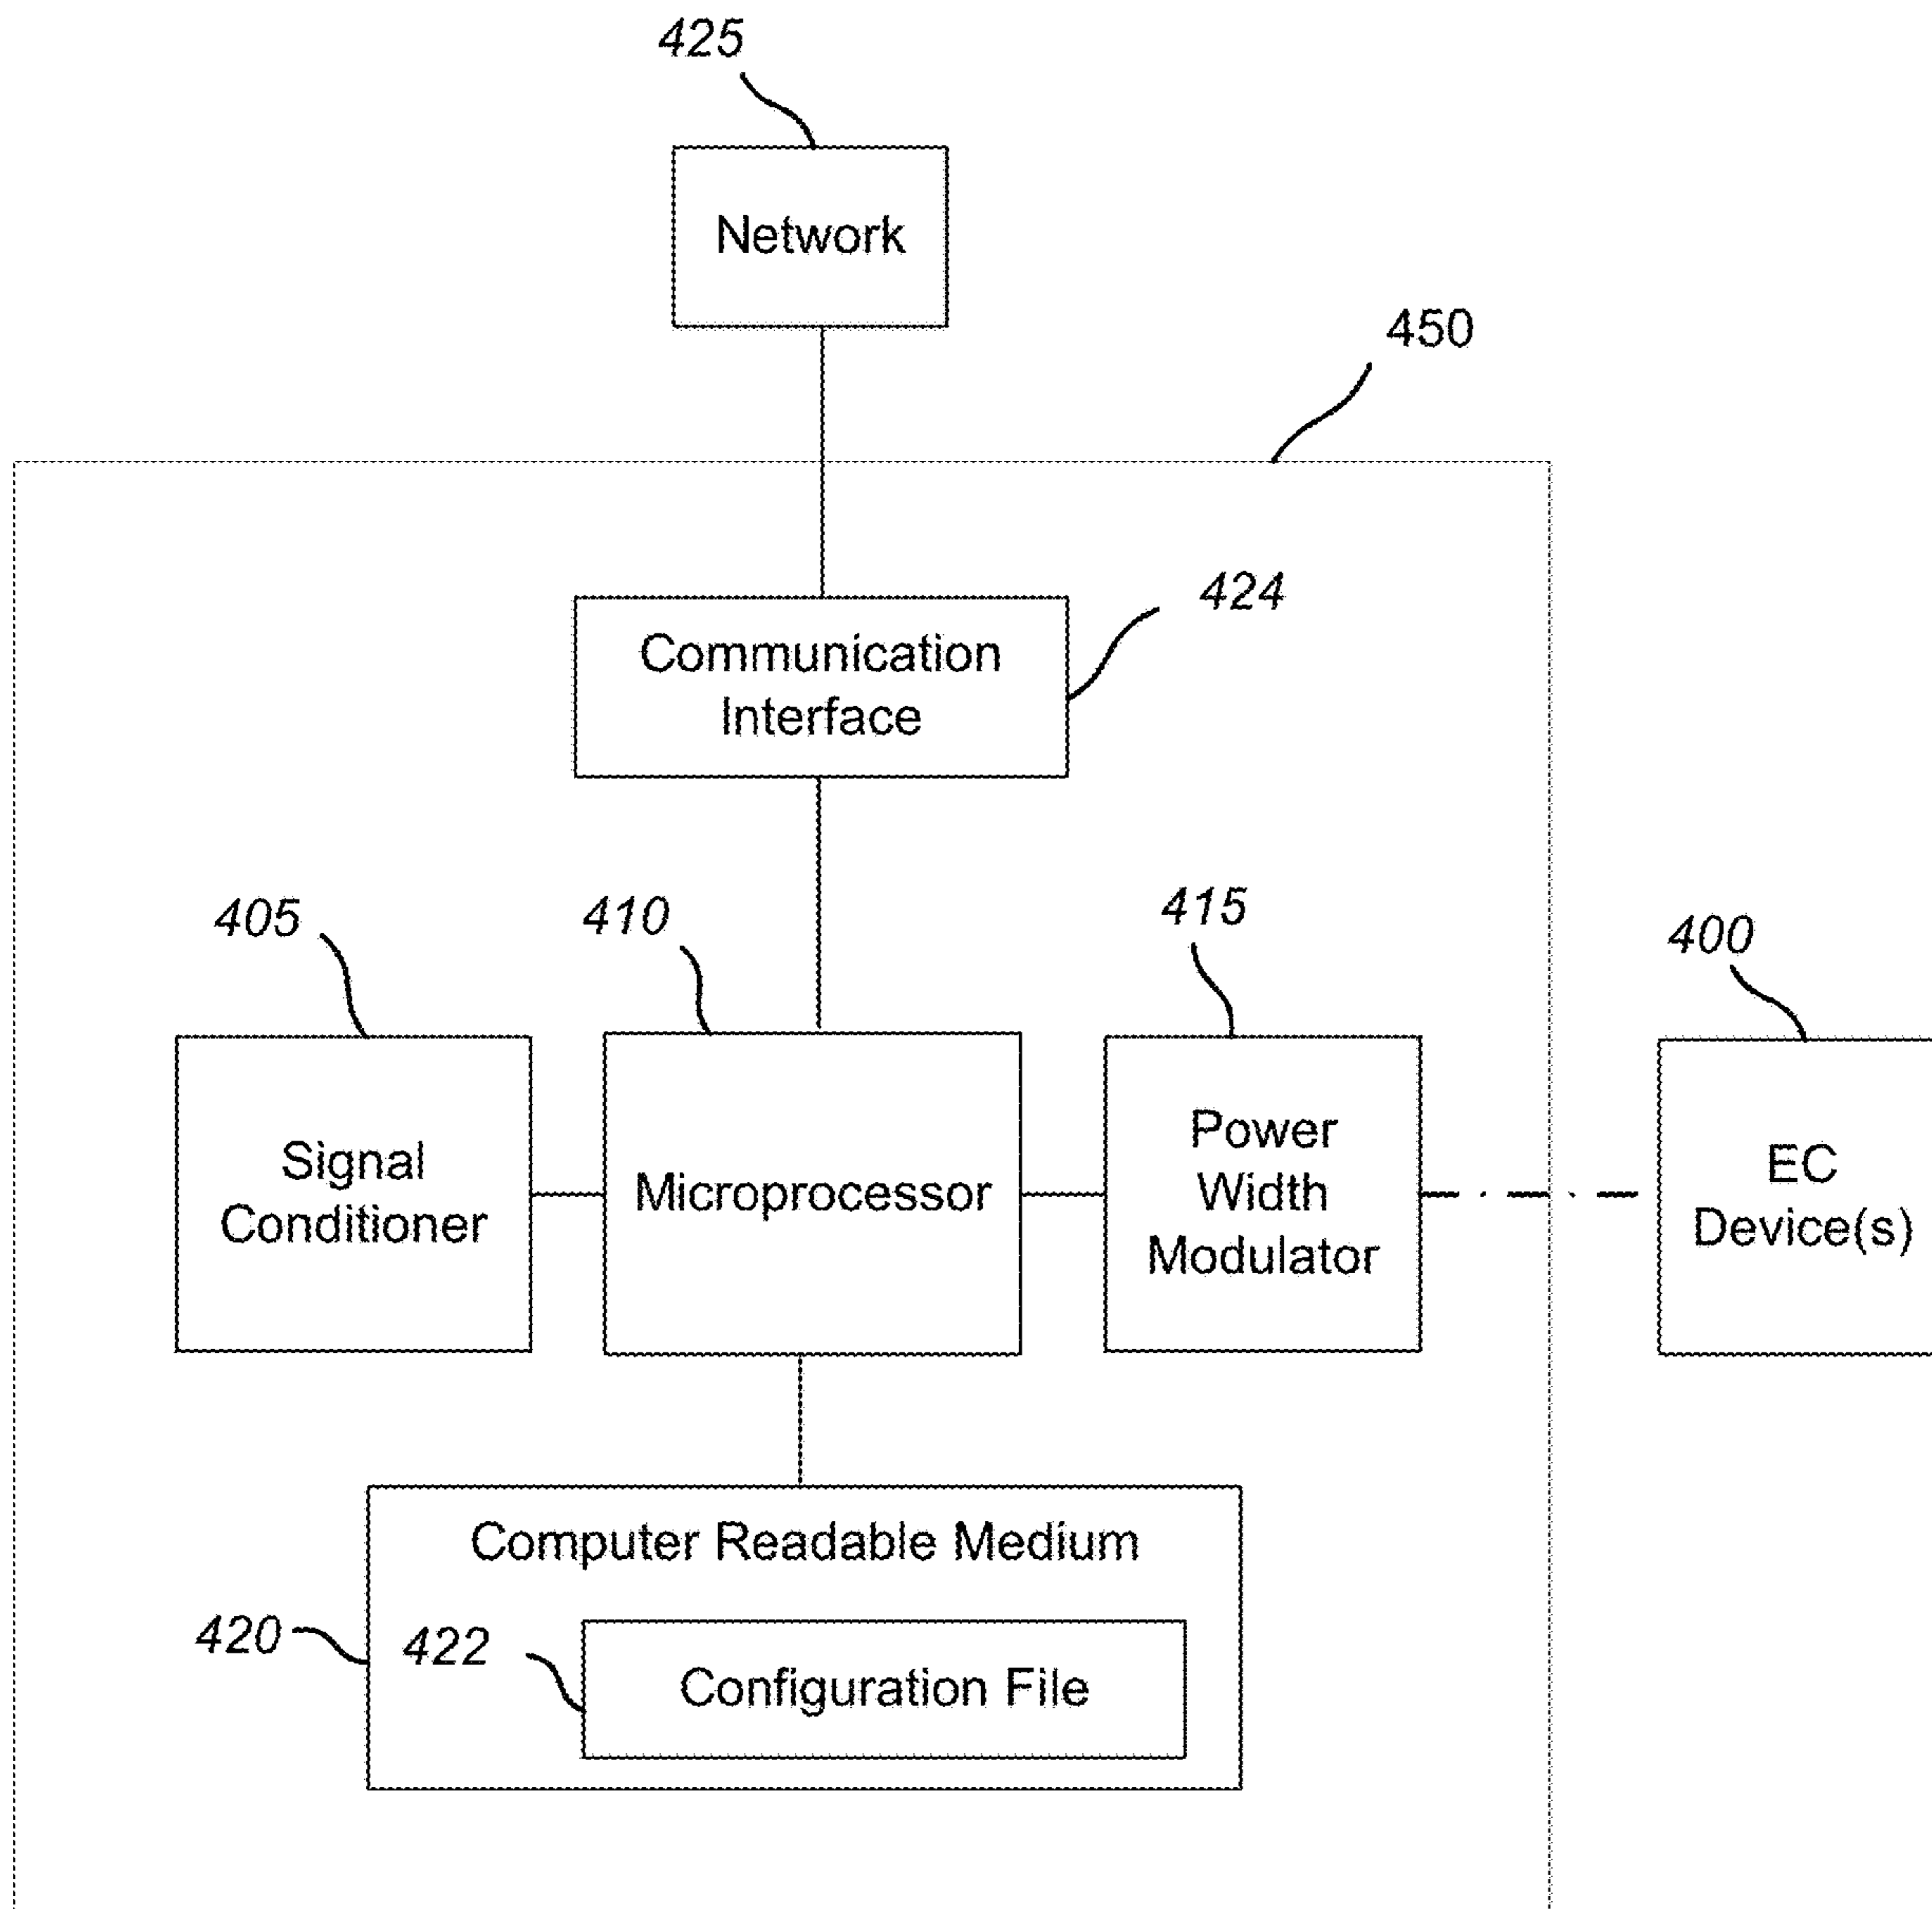 425
Network
450
424
Communication
Interface
405
410
415
400
Signal
Conditioner
Microprocessor
Power
Width
Modulator
EC
Device(s)
Computer Readable Medium
420
422
Configuration File